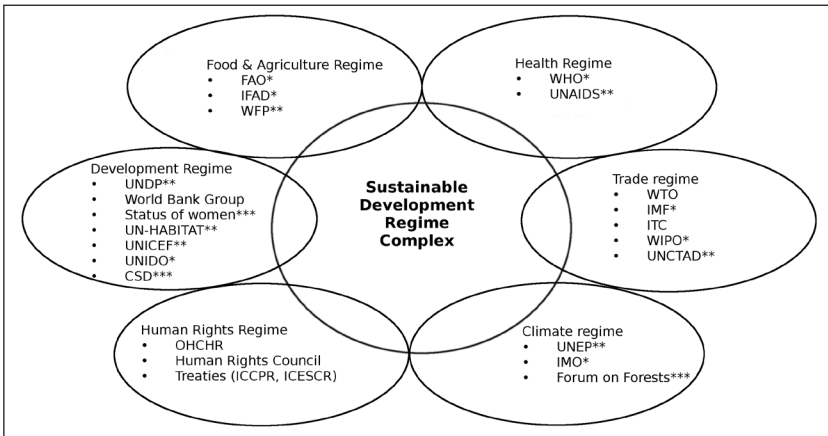 Food & Agriculture Regime
• FAO*
• IFAD*
• WFP**
Health Regime
• WHO*
• UNAIDS**
Development Regime
• UNDP**
• World Bank Group
• Status of women***
• UN-HABITAT**
• UNICEF**
• UNIDO*
• CSD***
Sustainable
Development
Regime
Complex
Trade regime
• WTO
• IMF*
• ITC
• WIPO*
• UNCTAD**
Human Rights Regime
• OHCHR
• Human Rights Council
• Treaties (ICCPR, ICESCR)
Climate regime
• UNEP**
• IMO*
• Forum on Forests***